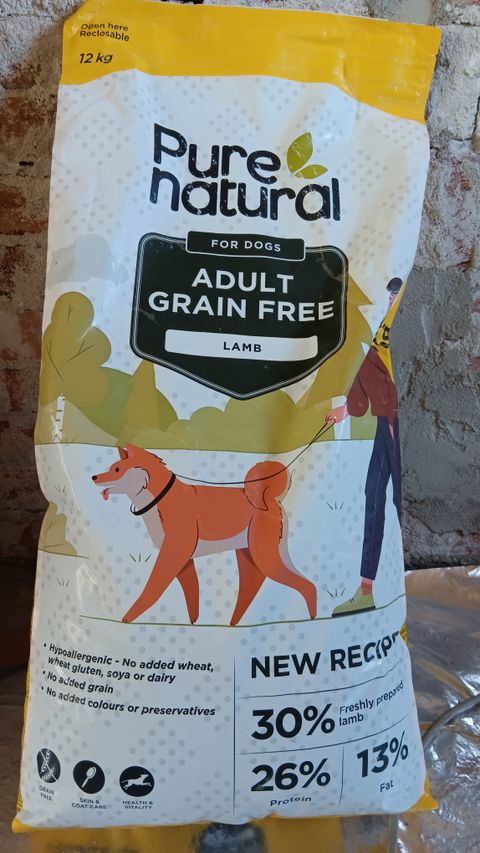 Open here
Reclosable
12 kg
Pure
natural
FOR DOGS
ADULT
GRAIN FREE
LAMB
• Hypoallergenic - No added wheat,
wheat gluten, soya or dairy
• No added grain
• No added colours or preservatives
NEW RECIPE
30% Freshly prepared
lamb
26%
Protein
13%
Fat
GRAIN
FREE
SKIN &
COAT CARE
HEALTH &
VITALITY